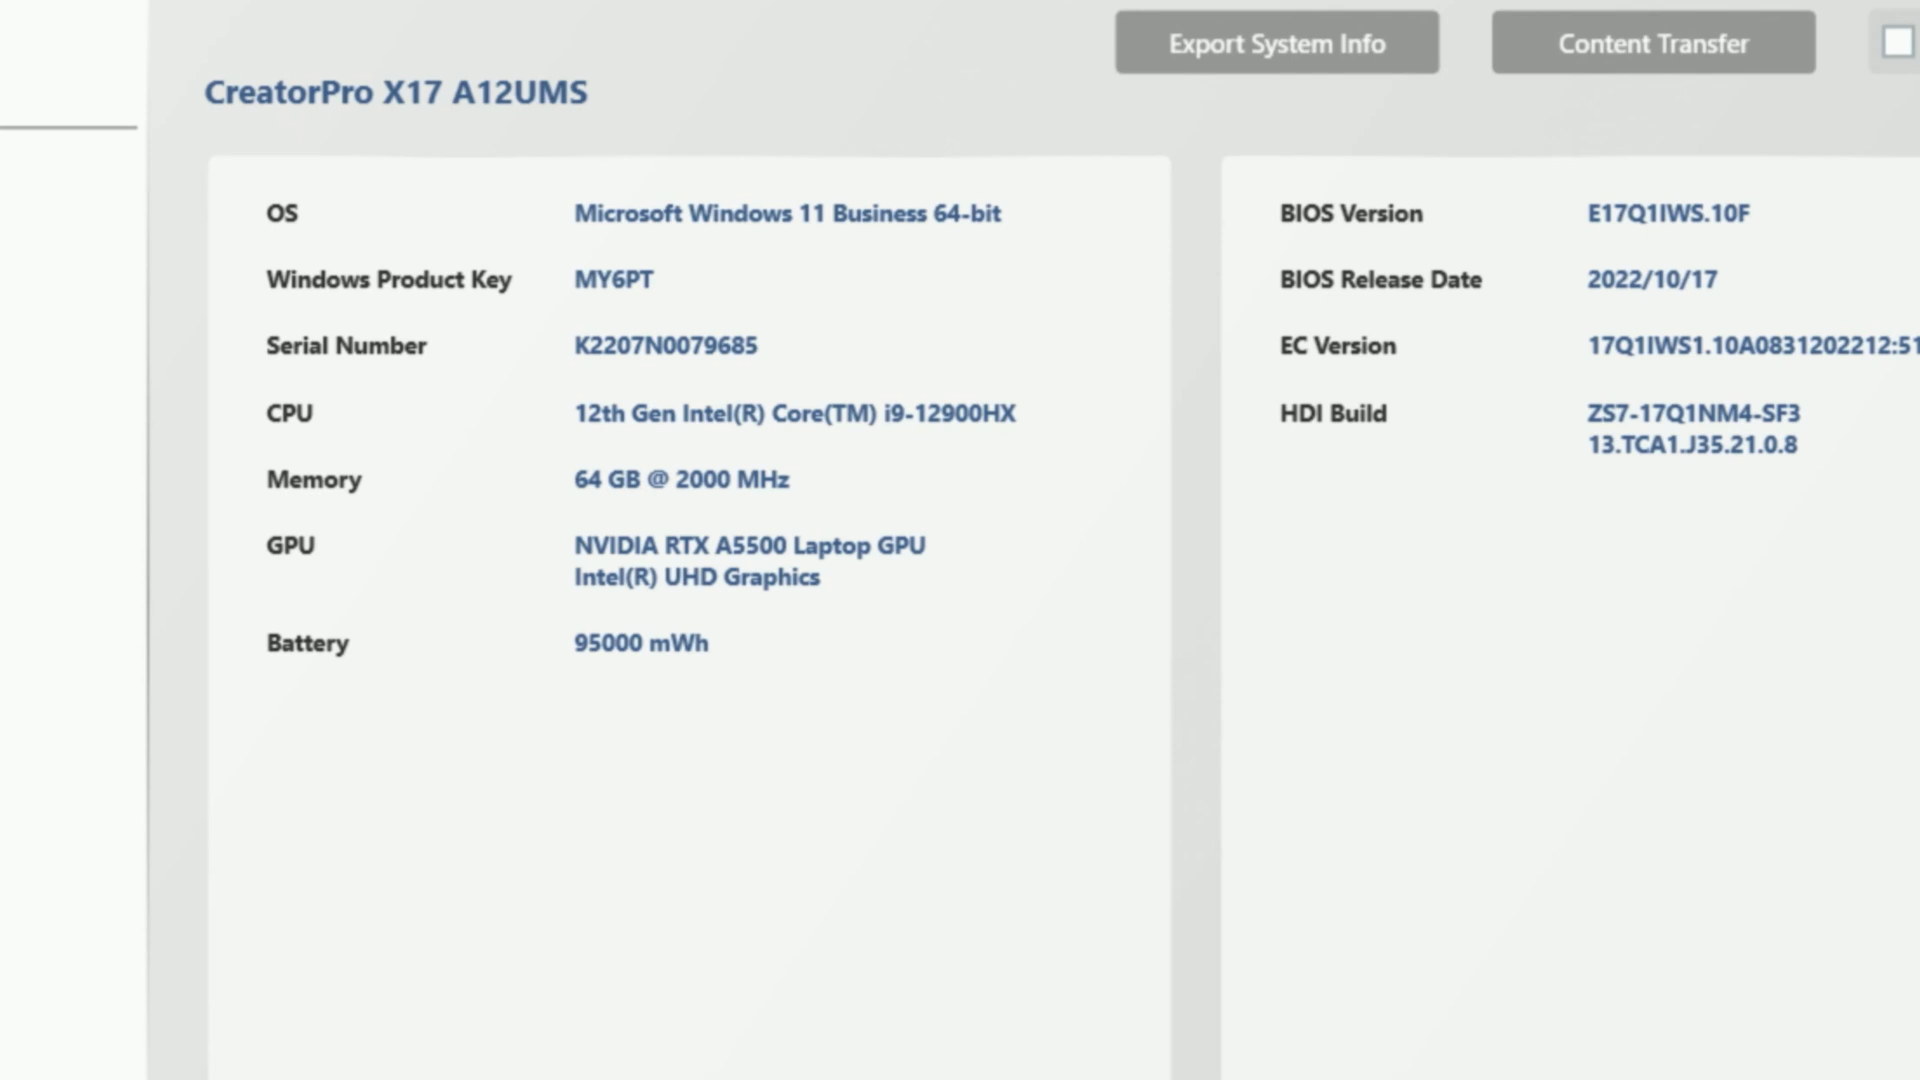 Export System Info
Content Transfer
CreatorPro X17 A12UMS
OS Microsoft Windows 11 Business 64-bit
Windows Product Key MY6PT
Serial Number K2207N0079685
CPU 12th Gen Intel(R) Core(TM) i9-12900HX
Memory 64 GB @ 2000 MHz
GPU NVIDIA RTX A5500 Laptop GPU
Intel(R) UHD Graphics
Battery 95000 mWh
BIOS Version E17Q1IWS.10F
BIOS Release Date 2022/10/17
EC Version 17Q1IWS1.10A0831202212:51
HDI Build ZS7-17Q1NM4-SF3
13.TCA1.J35.21.0.8